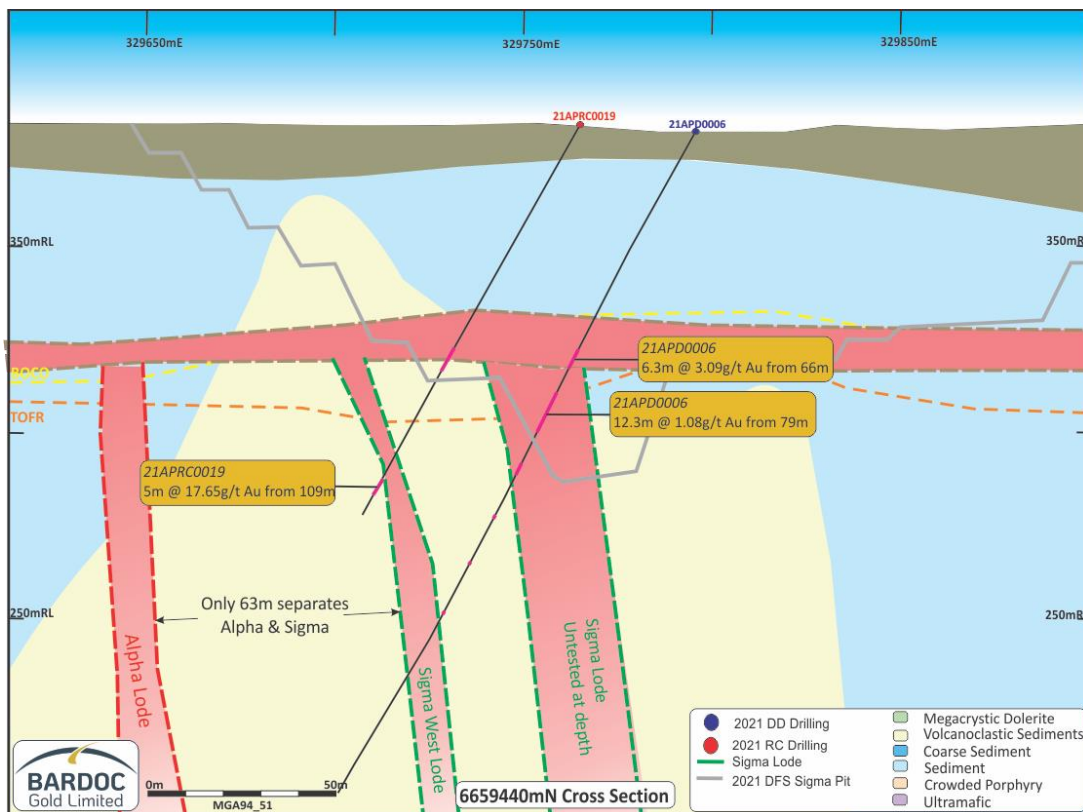 329650mE
329750mE
329850mE
21APRC0019
21APD0006
350mRL
350mRL
21APD0006
6.3m @ 3.09g/t Au from 66m
BOCO
TOFR
21APD0006
12.3m @ 1.08g/t Au from 79m
21APRC0019
5m @ 17.65g/t Au from 109m
Only 63m separates
Alpha & Sigma
250mRL
250mRL
Alpha Lode
Sigma West Lode
Sigma Lode
Untested at depth
2021 DD Drilling
2021 RC Drilling
Sigma Lode
2021 DFS Sigma Pit
Megacrystic Dolerite
Volcanoclastic Sediments
Coarse Sediment
Sediment
Crowded Porphyry
Ultramafic
BARDOC
Gold Limited
0m
50m
MGA94_51
6659440mN Cross Section